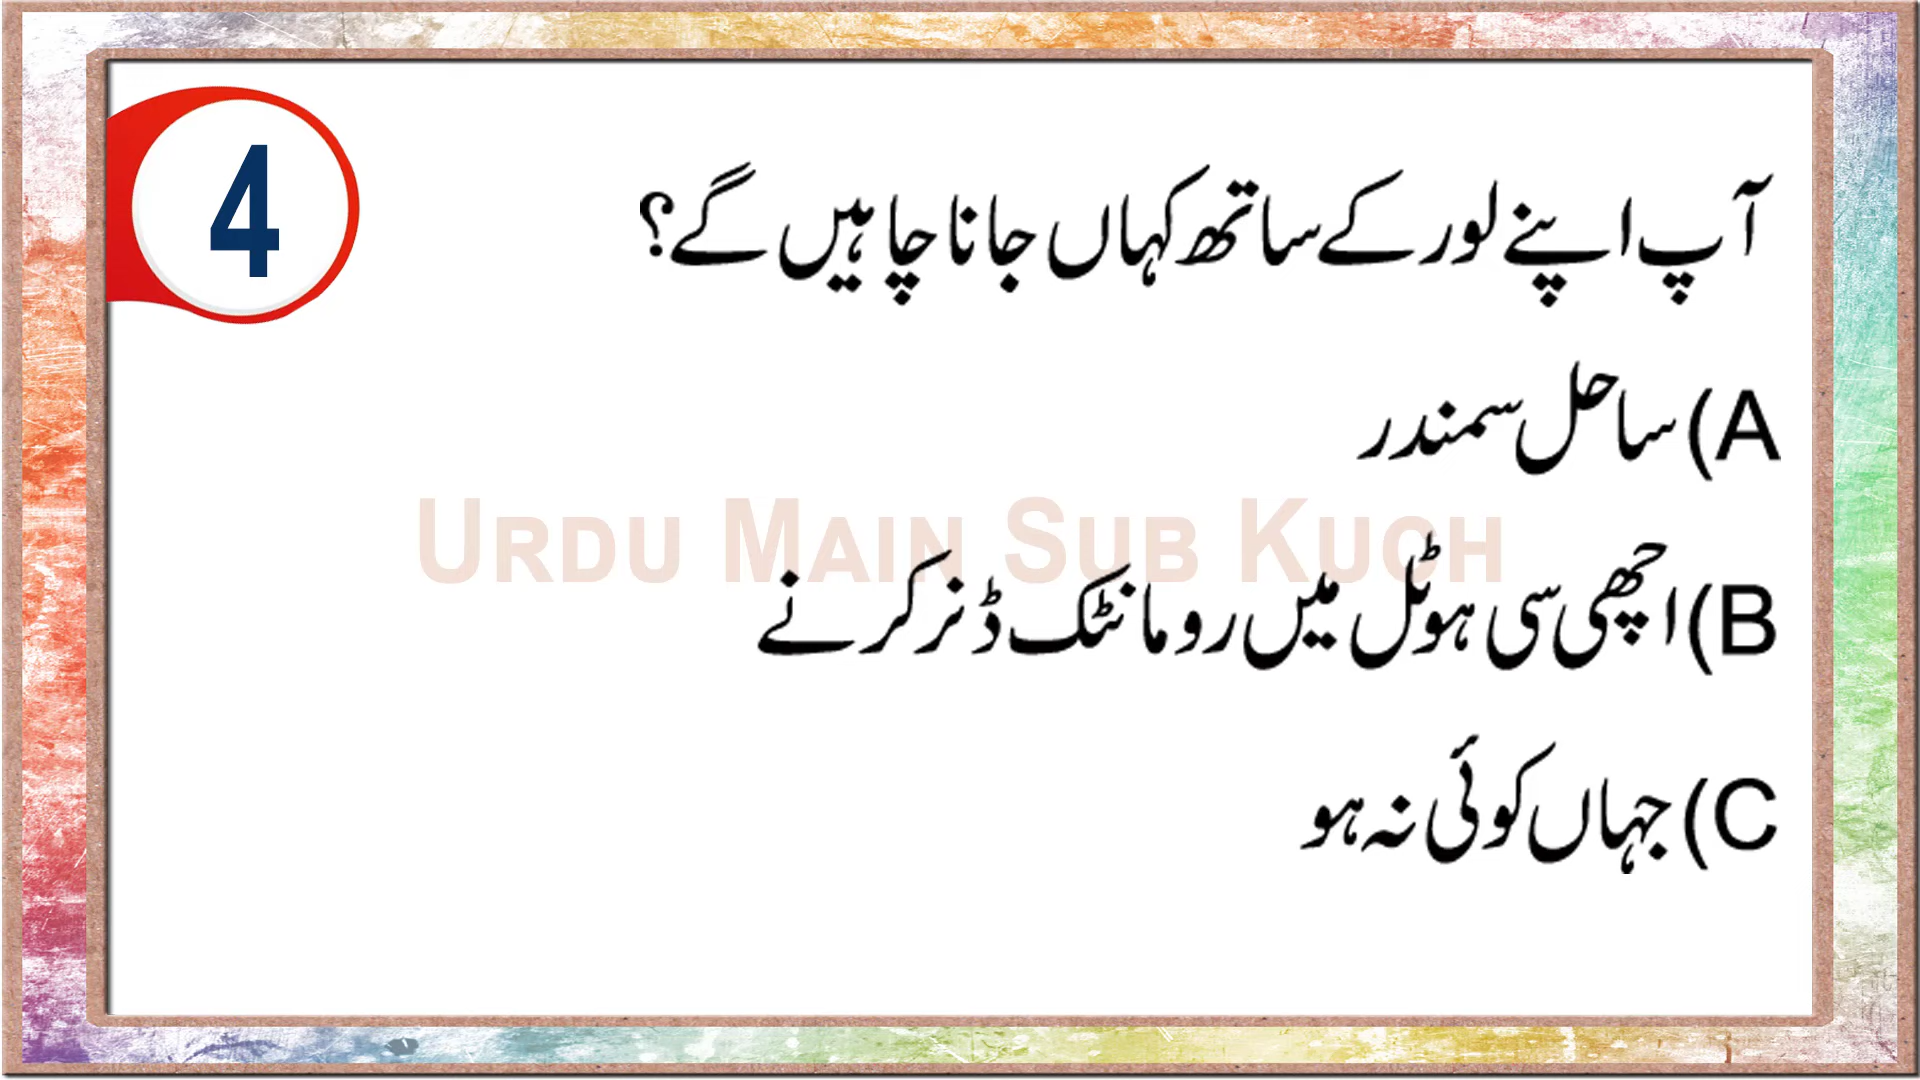 4
آپ اپنے لور کے ساتھ کہاں جانا چاہیں گے؟
A) ساحل سمندر
URDU MAIN SUB KUCH
B) اچھی سی ہوٹل میں رومانٹک ڈنر کرنے
C) جہاں کوئی نہ ہو